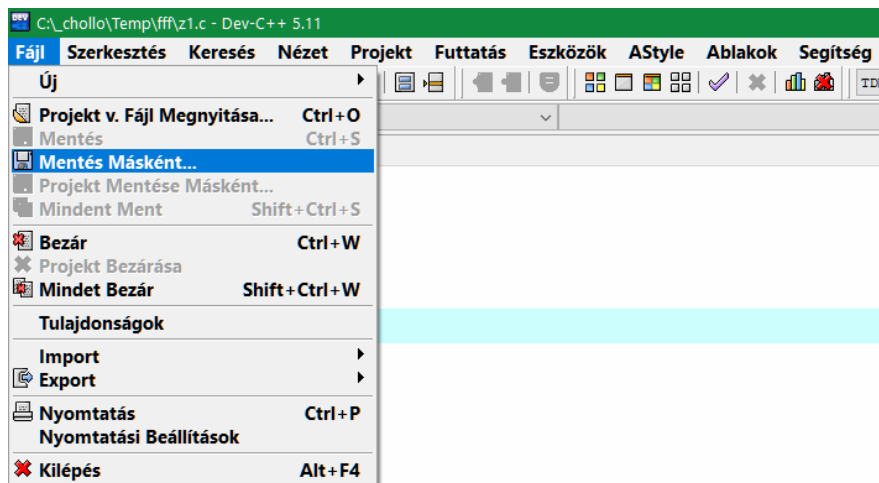 C:\_chollo\Temp\fff\z1.c - Dev-C++ 5.11
Fájl Szerkesztés Keresés Nézet Projekt Futtatás Eszközök AStyle Ablakok Segítség
Új
Projekt v. Fájl Megnyitása... Ctrl+O
Mentés Ctrl+S
Mentés Másként...
Projekt Mentése Másként...
Mindent Ment Shift+Ctrl+S
Bezár Ctrl+W
Projekt Bezárása
Mindet Bezár Shift+Ctrl+W
Tulajdonságok
Import
Export
Nyomtatás Ctrl+P
Nyomtatási Beállítások
Kilépés Alt+F4